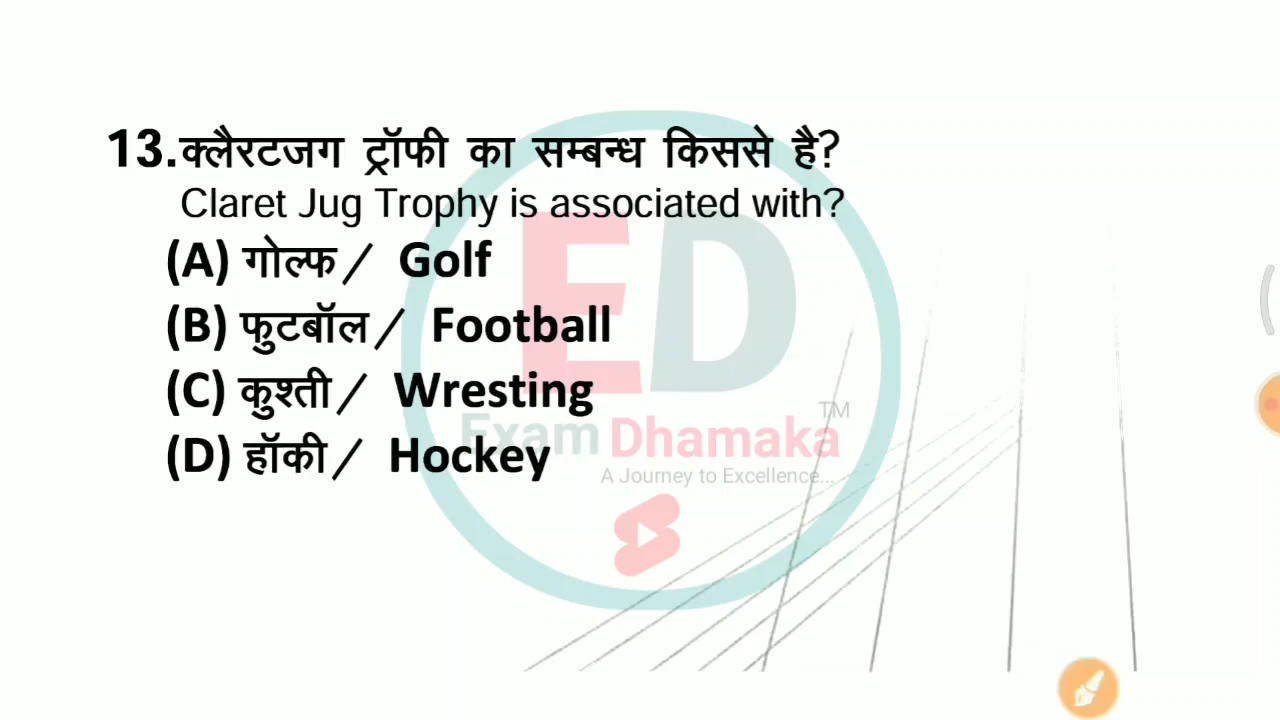 13.क्लैरटजग ट्रॉफी का सम्बन्ध किससे है?
Claret Jug Trophy is associated with?
(A) गोल्फ/ Golf
(B) फुटबॉल/ Football
(C) कुश्ती/ Wresting
(D) हॉकी/ Hockey
ED
Exam Dhamaka TM
A Journey to Excellence...